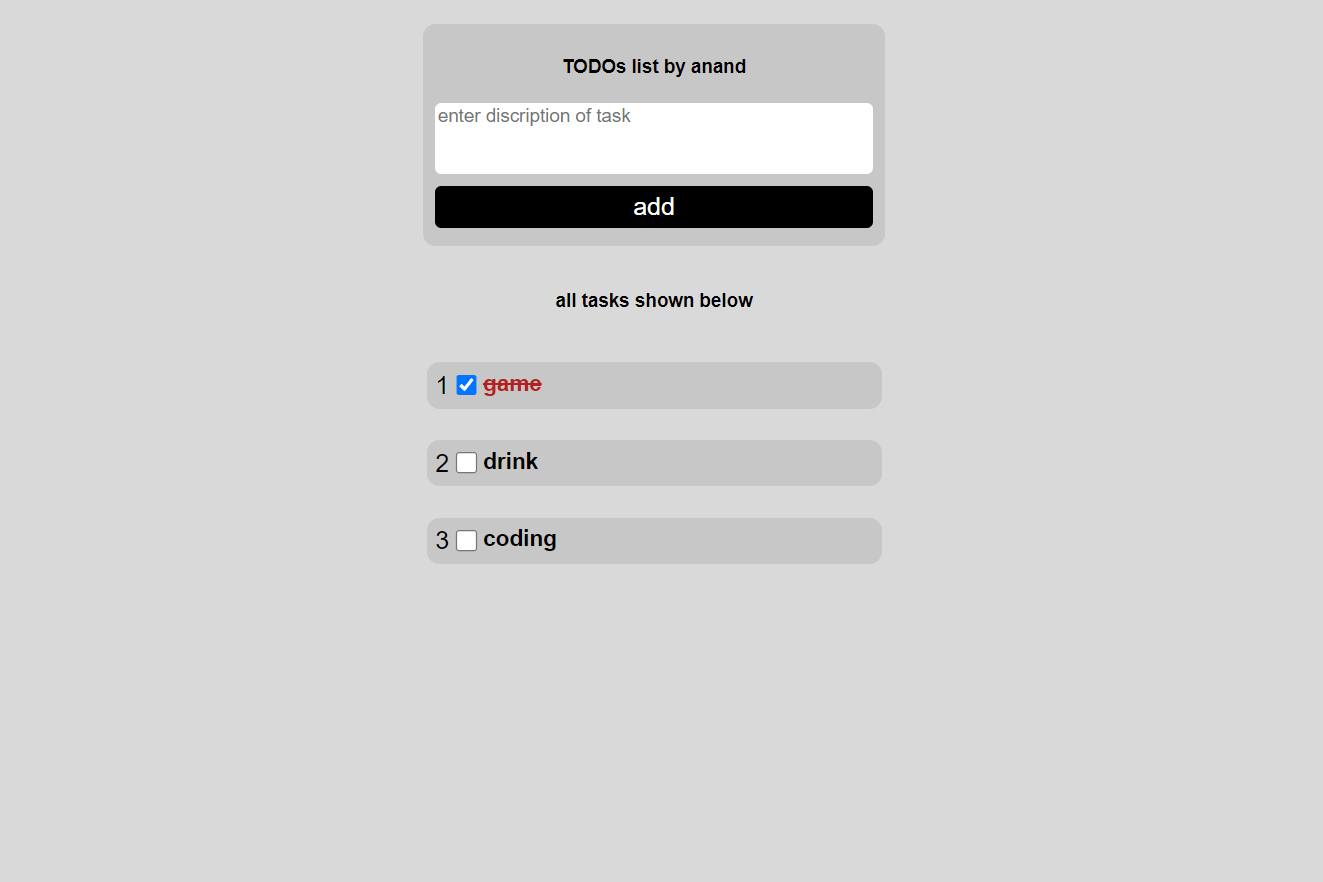 TODOs list by anand
enter discription of task
add
all tasks shown below
1 game
2 drink
3 coding